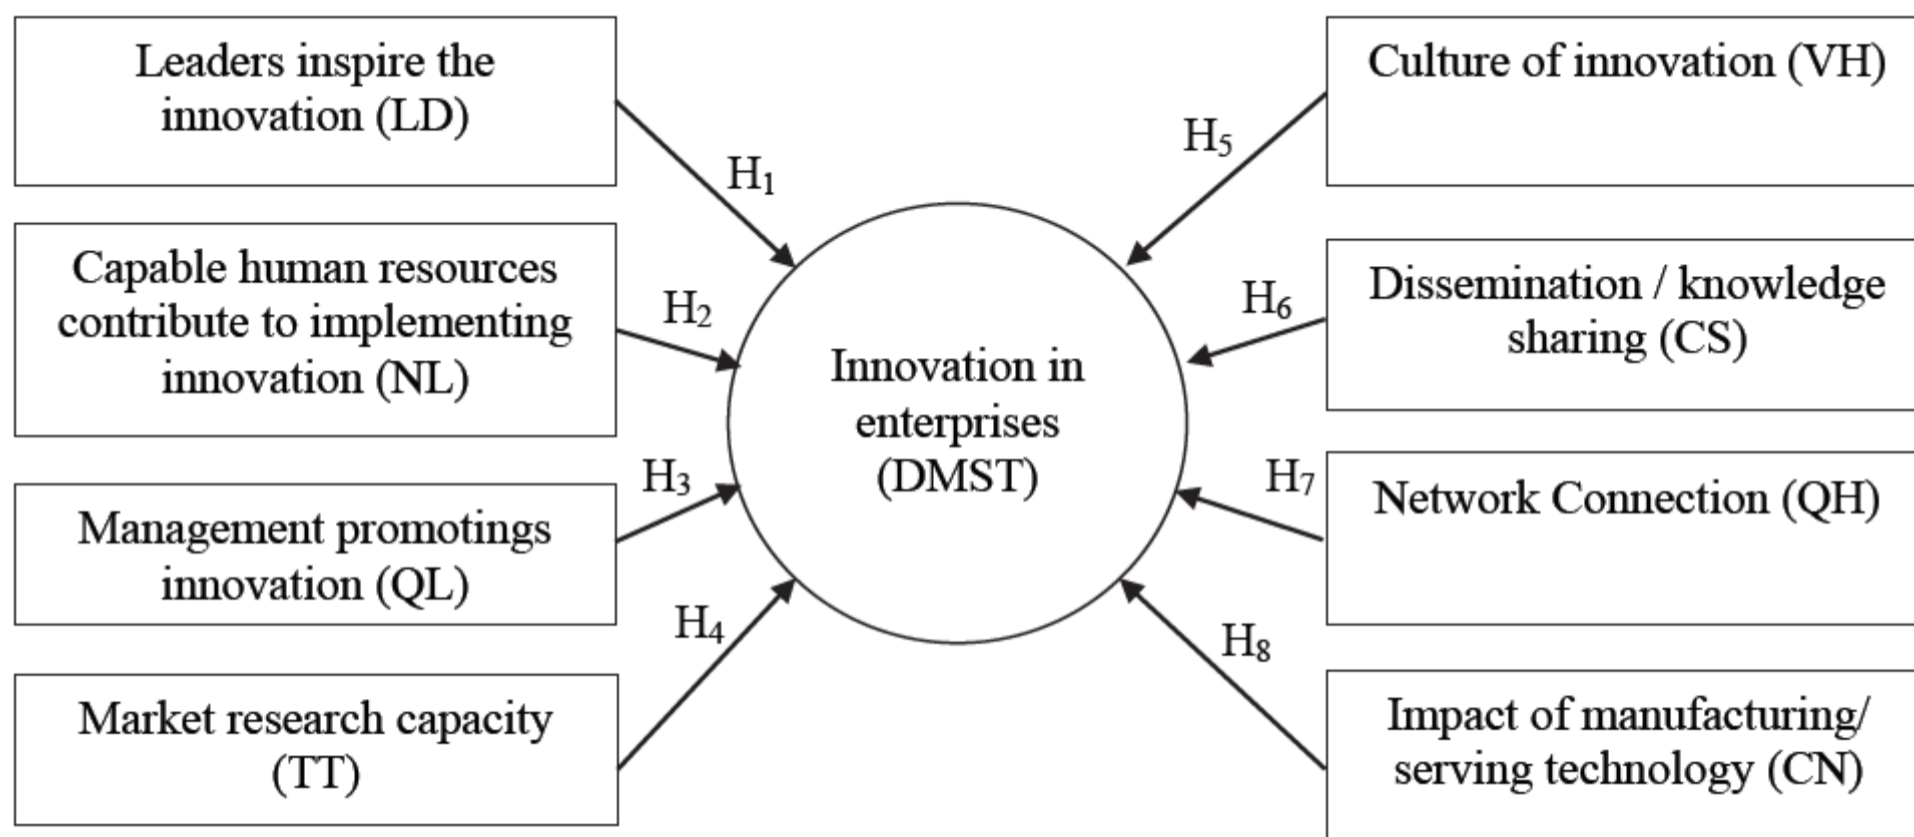 Leaders inspire the
innovation (LD)
H1
Capable human resources
contribute to implementing
innovation (NL)
H2
Management promotings
innovation (QL)
H3
Market research capacity
(TT)
H4
Innovation in
enterprises
(DMST)
Culture of innovation (VH)
H5
Dissemination / knowledge
sharing (CS)
H6
Network Connection (QH)
H7
Impact of manufacturing/
serving technology (CN)
H8